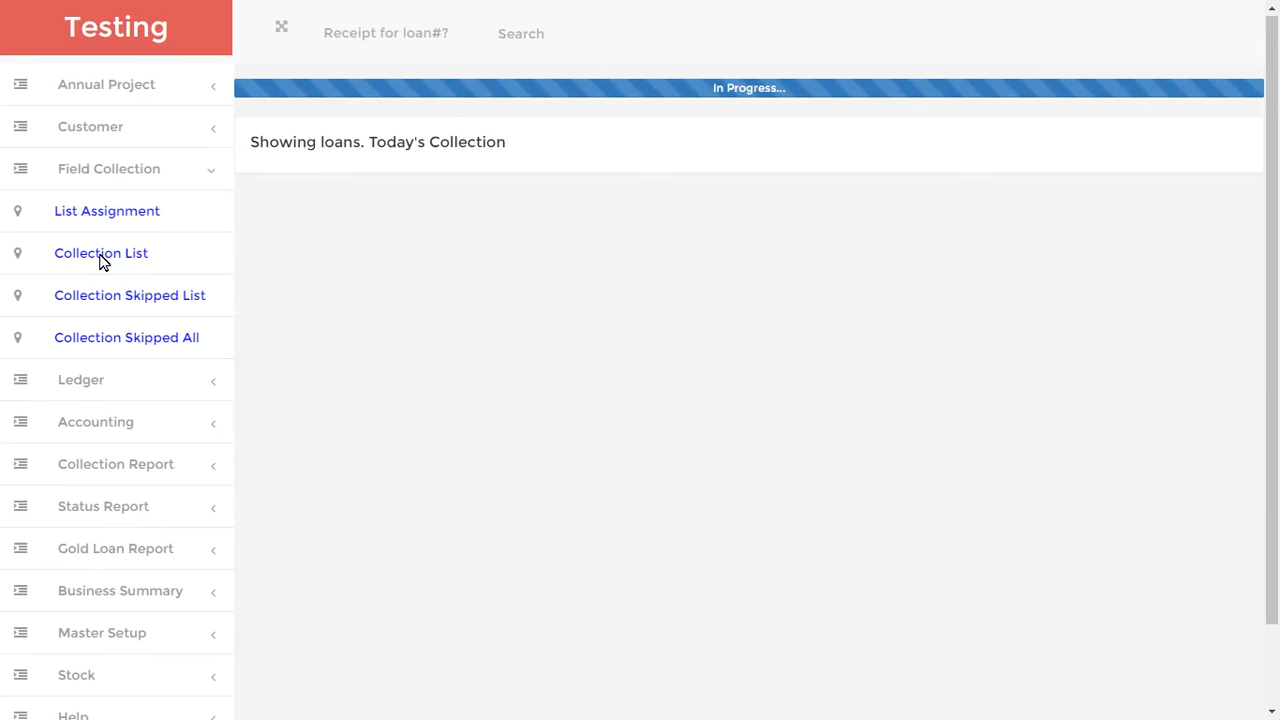 Testing
Receipt for loan#?
Search
Annual Project
In Progress...
Customer
Showing loans. Today's Collection
Field Collection
List Assignment
Collection List
Collection Skipped List
Collection Skipped All
Ledger
Accounting
Collection Report
Status Report
Gold Loan Report
Business Summary
Master Setup
Stock
Help